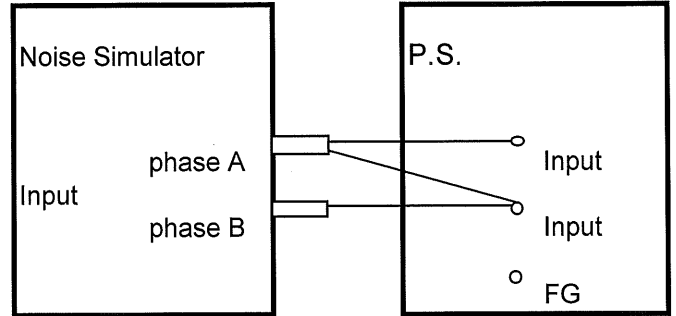 Noise Simulator
P.S.
phase A
Input
Input
phase B
Input
FG